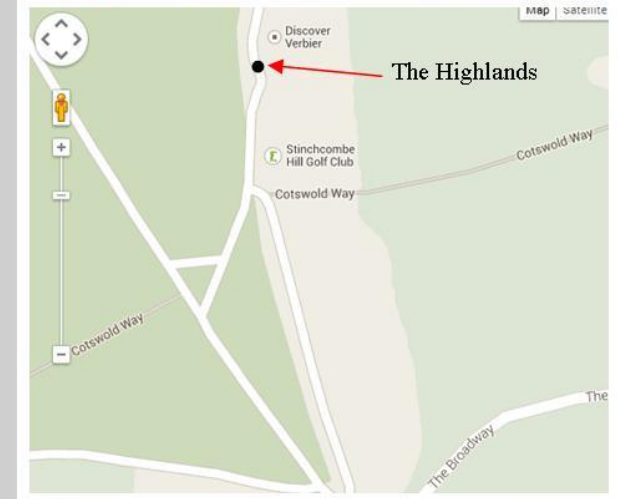 Map Satellite
Discover
Verbier
The Highlands
Stinchcombe
Hill Golf Club
Cotswold Way
Cotswold Way
Cotswold Way
The
The Broadway